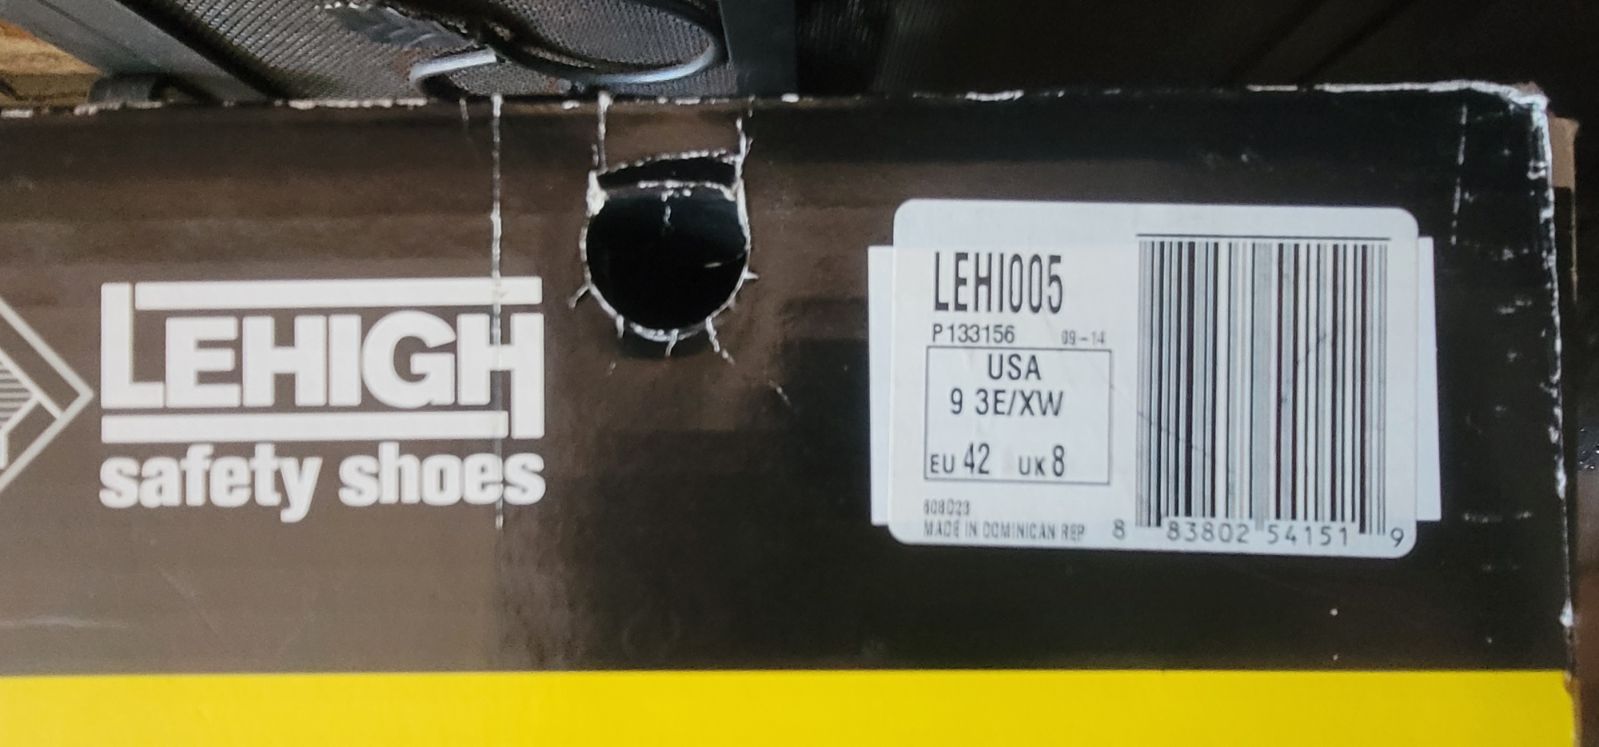 LEHIGH
safety shoes
LEHI005
P133156 09-14
USA
9 3E/XW
EU 42 UK 8
608023
MADE IN DOMINICAN REP
8 83802 54151 9